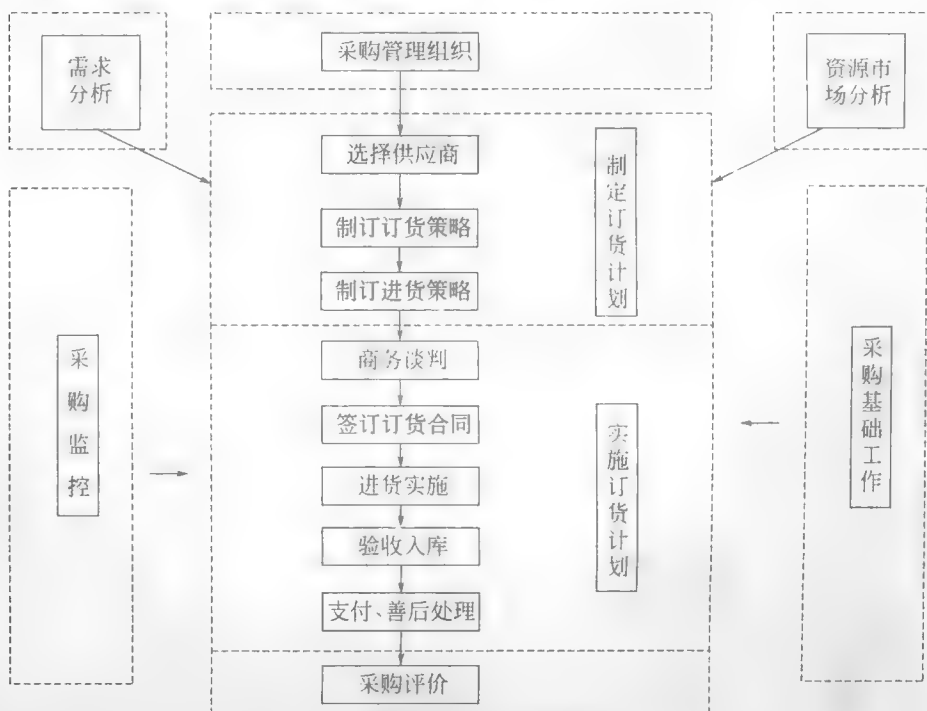 需求
分析
采购管理组织
资源市
场分析
选择供应商
制订订货策略
制订进货策略
制定订货计划
商务谈判
签订订货合同
进货实施
验收入库
支付、善后处理
实施订货计划
采购监控
采购基础工作
采购评价